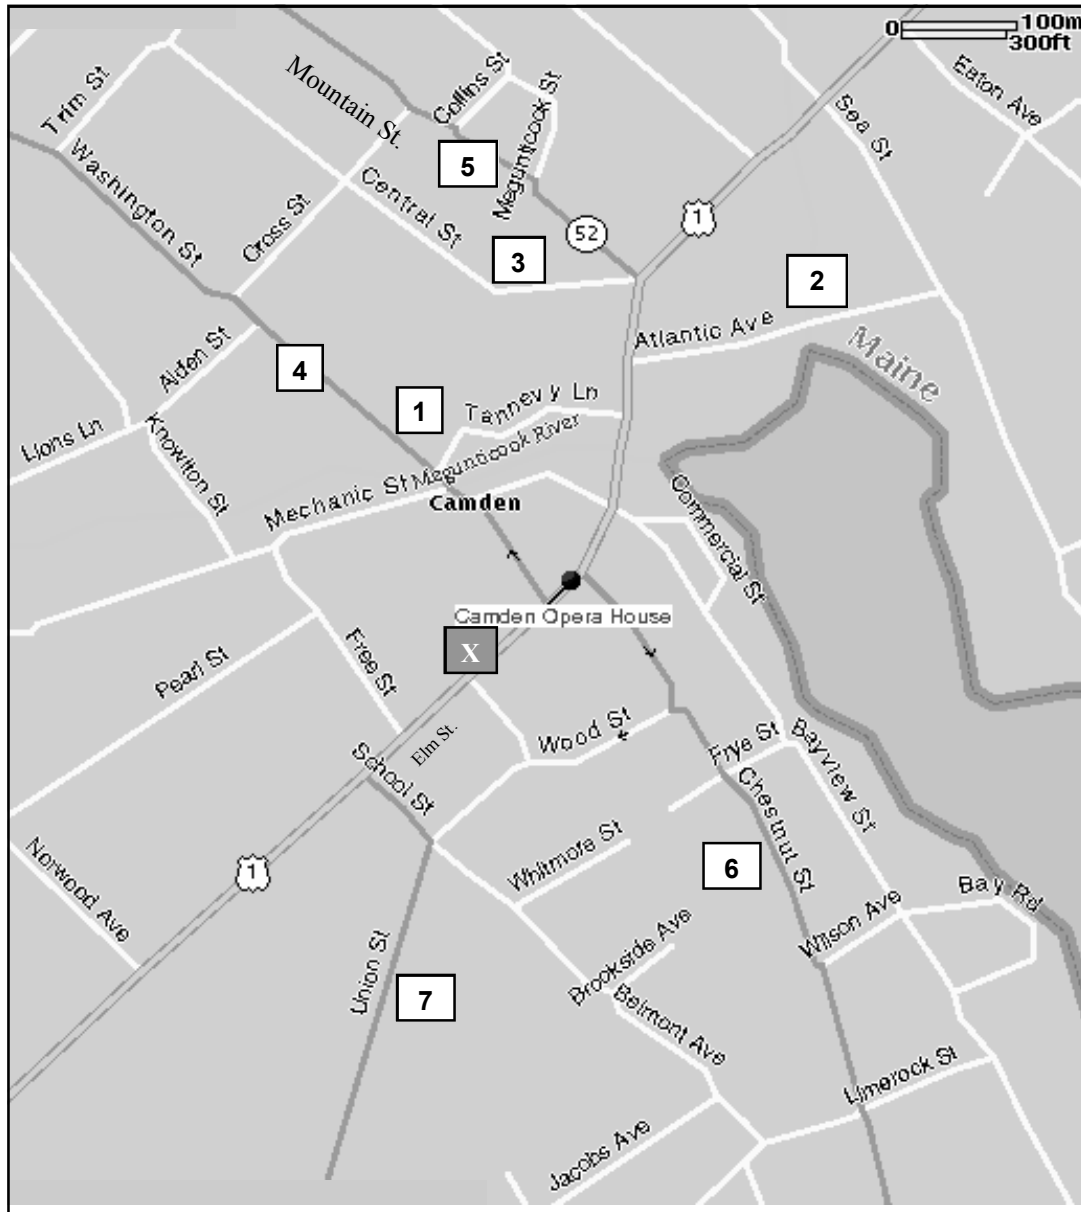 0 100m
300ft
Eaton Ave
Mountain St.
Collins St
Trim St
Megunticook St
Sea St
5
Washington St
Central St
Cross St
1
52
3
2
Atlantic Ave
Maine
Alden St
4
1
Tannery Ln
Lions Ln
Knowlton St
Megunticook River
Mechanic St
Camden
Commercial St
Camden Opera House
X
Free St
Pearl St
Elm St.
Wood St
School St
Frye St
Bayview St
Chestnut St
Whitmore St
Norwood Ave
1
6
Bay Rd
Wilson Ave
Union St
Brookside Ave
7
Belmont Ave
Limerock St
Jacobs Ave